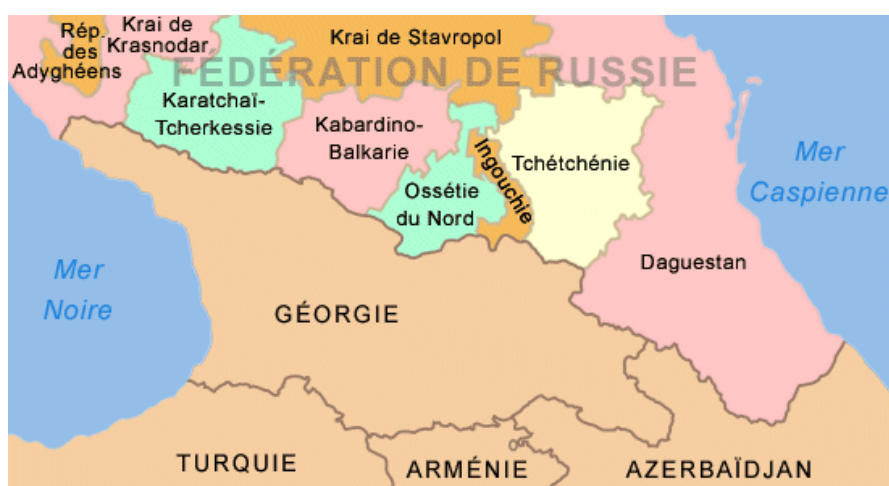 Rép.
des
Adyghéens
Krai de
Krasnodar
Krai de Stavropol
FÉDÉRATION DE RUSSIE
Karatchaï-
Tcherkessie
Kabardino-
Balkarie
Ingouchie
Tchétchénie
Ossétie
du Nord
Mer
Caspienne
Daguestan
Mer
Noire
GÉORGIE
TURQUIE
ARMÉNIE
AZERBAÏDJAN